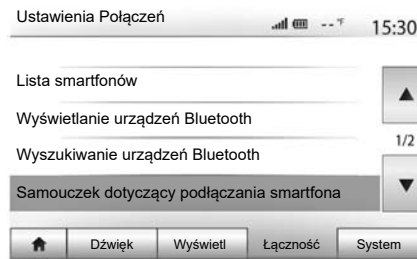 Ustawienia Połączeń
--°F 15:30
Lista smartfonów
Wyświetlanie urządzeń Bluetooth
1/2
Wyszukiwanie urządzeń Bluetooth
Samouczek dotyczący podłączania smartfona
Dźwięk Wyświetl Łączność System